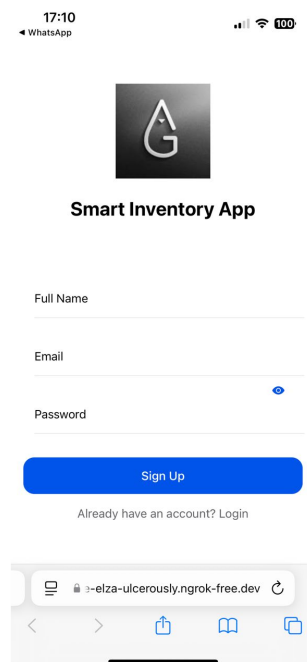 17:10
◀ WhatsApp
100
Smart Inventory App
Full Name
Email
Password
Sign Up
Already have an account? Login
-elza-ulcerously.ngrok-free.dev